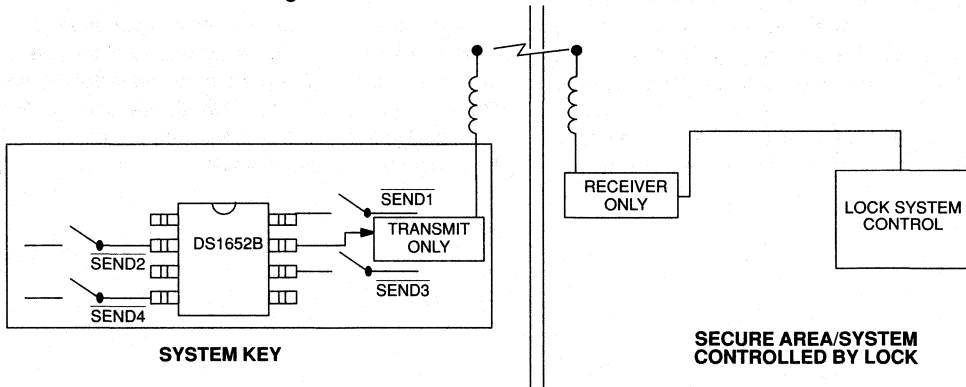 SEND1
TRANSMIT
ONLY
DS1652B
SEND2
SEND3
SEND4
SYSTEM KEY
RECEIVER
ONLY
LOCK SYSTEM
CONTROL
SECURE AREA/SYSTEM
CONTROLLED BY LOCK